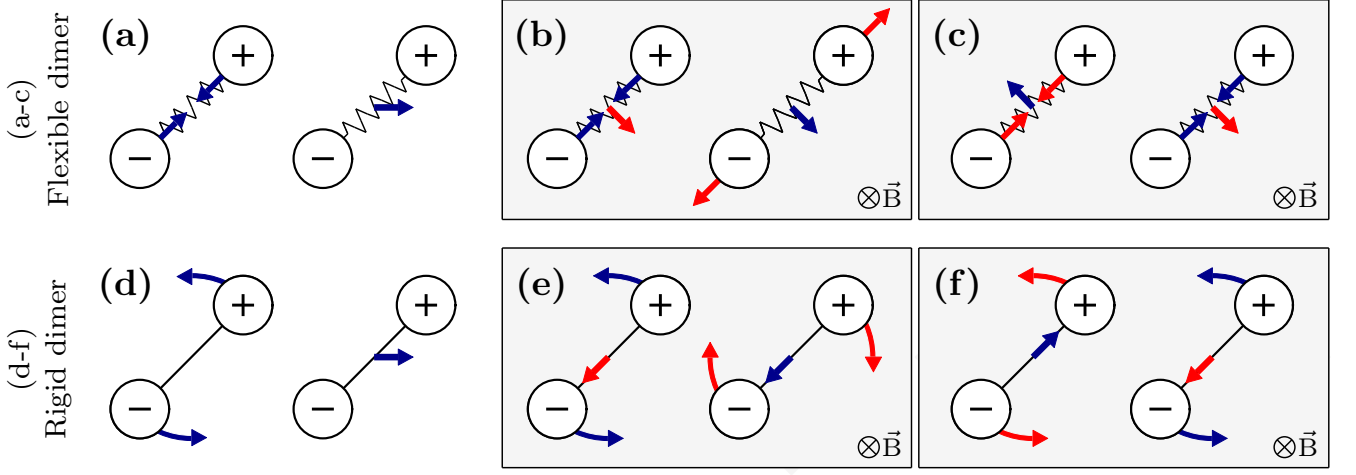 (a)
(b)
(c)
(a-c)
Flexible dimer
+
+
+
+
+
+
−
−
−
−
−
−
⊗B⃗
⊗B⃗
(d)
(e)
(f)
(d-f)
Rigid dimer
+
+
+
+
+
+
−
−
−
−
−
−
⊗B⃗
⊗B⃗